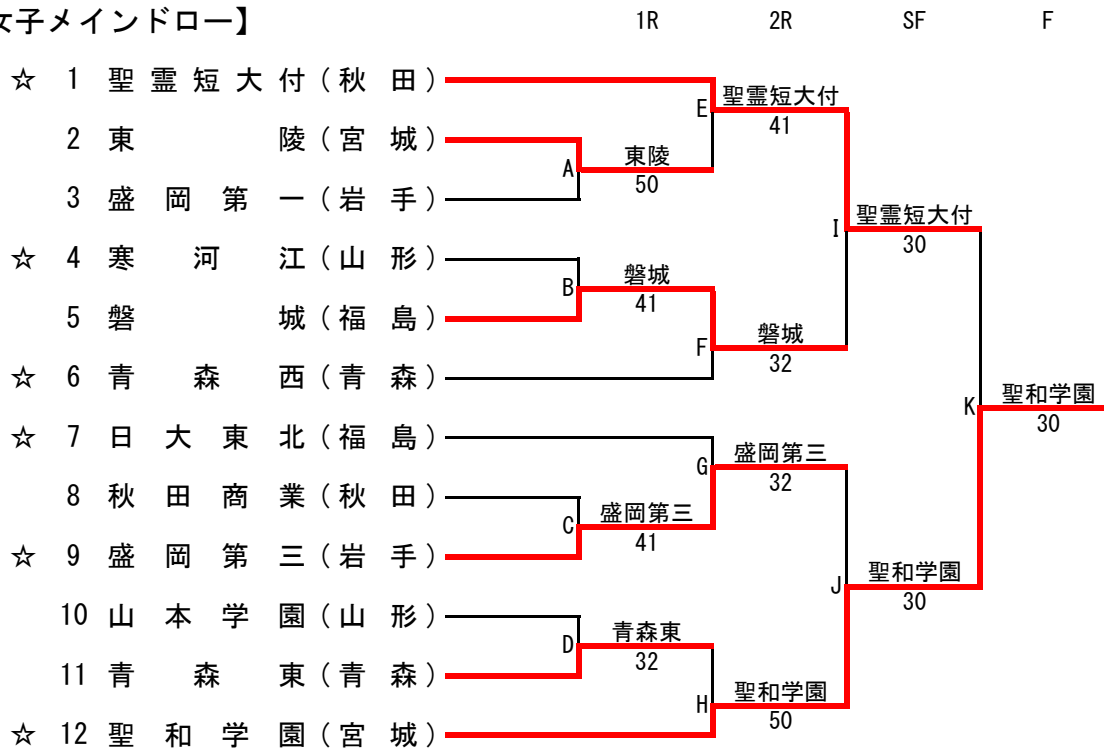 女子メインドロー】 1R 2R SF F
☆ 1 聖霊短大付(秋田)
聖霊短大付
E
41
2 東陵(宮城)
東陵
A
50
3 盛岡第一(岩手)
聖霊短大付
I
30
☆ 4 寒河江(山形)
磐城
B
41
5 磐城(福島)
磐城
F
32
☆ 6 青森西(青森)
聖和学園
K
30
☆ 7 日大東北(福島)
盛岡第三
G
32
8 秋田商業(秋田)
盛岡第三
C
41
☆ 9 盛岡第三(岩手)
聖和学園
J
30
10 山本学園(山形)
青森東
D
32
11 青森東(青森)
聖和学園
H
50
☆ 12 聖和学園(宮城)